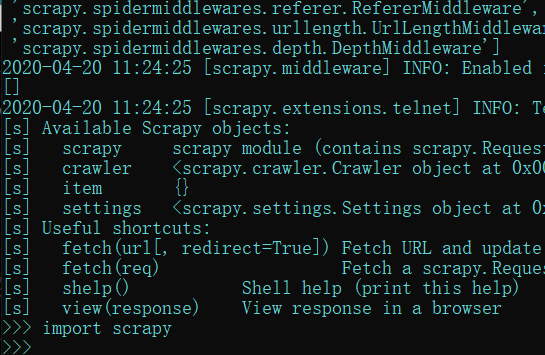 'scrapy.spidermiddlewares.referer.RefererMiddleware',
'scrapy.spidermiddlewares.urllength.UrlLengthMiddlewar
'scrapy.spidermiddlewares.depth.DepthMiddleware']
2020-04-20 11:24:25 [scrapy.middleware] INFO: Enabled
[]
2020-04-20 11:24:25 [scrapy.extensions.telnet] INFO: Te
[s] Available Scrapy objects:
[s]   scrapy     scrapy module (contains scrapy.Reques
[s]   crawler    <scrapy.crawler.Crawler object at 0x00
[s]   item       {}
[s]   settings   <scrapy.settings.Settings object at 0
[s] Useful shortcuts:
[s]   fetch(url[, redirect=True]) Fetch URL and update
[s]   fetch(req)                  Fetch a scrapy.Reques
[s]   shelp()           Shell help (print this help)
[s]   view(response)    View response in a browser
>>> import scrapy
>>>